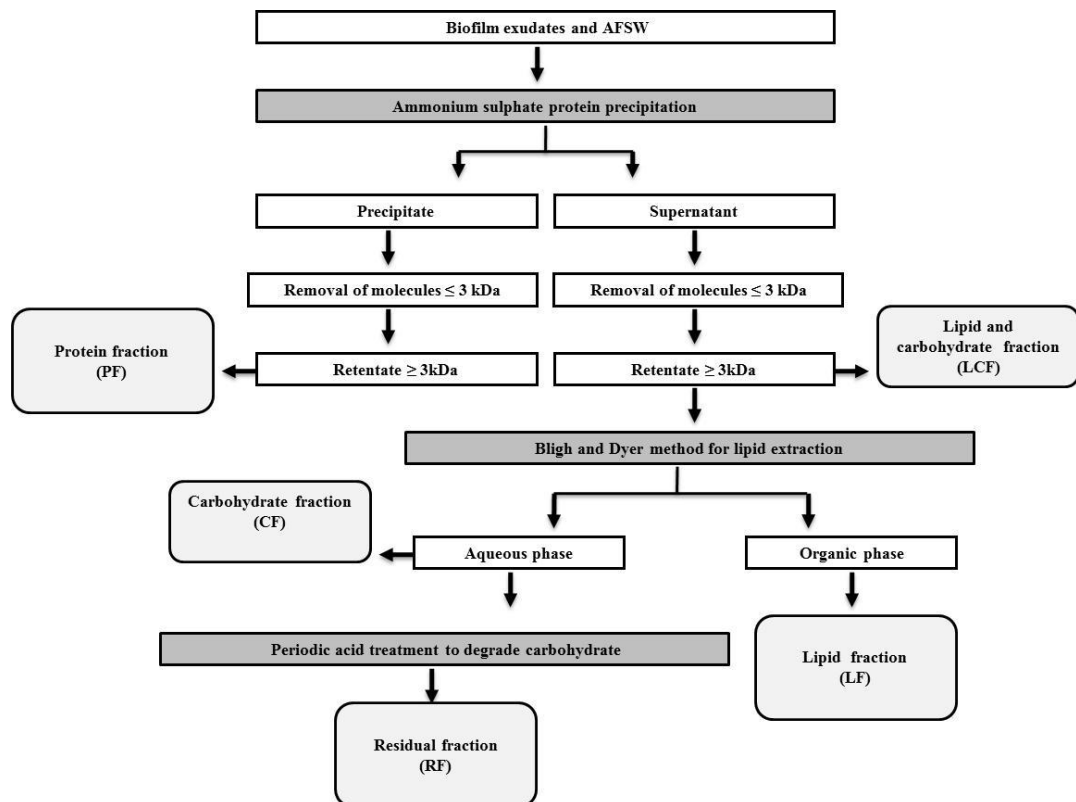 Biofilm exudates and AFSW
Ammonium sulphate protein precipitation
Precipitate
Supernatant
Removal of molecules ≤ 3 kDa
Removal of molecules ≤ 3 kDa
Protein fraction
(PF)
Retentate ≥ 3kDa
Retentate ≥ 3kDa
Lipid and
carbohydrate fraction
(LCF)
Bligh and Dyer method for lipid extraction
Carbohydrate fraction
(CF)
Aqueous phase
Organic phase
Periodic acid treatment to degrade carbohydrate
Lipid fraction
(LF)
Residual fraction
(RF)